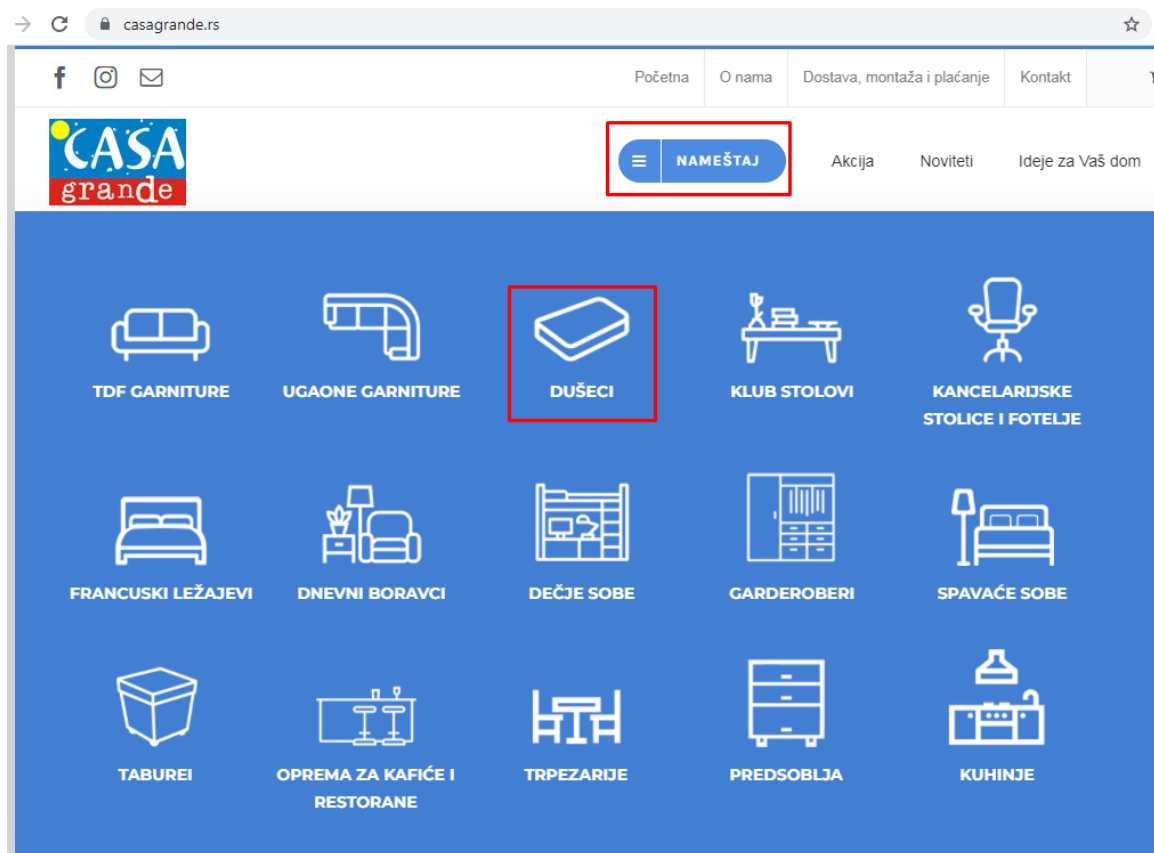 casagrande.rs
Početna
O nama
Dostava, montaža i plaćanje
Kontakt
CASA
grande
NAMEŠTAJ
Akcija
Noviteti
Ideje za Vaš dom
TDF GARNITURE
UGAONE GARNITURE
DUŠECI
KLUB STOLOVI
KANCELARIJSKE
STOLICE I FOTELJE
FRANCUSKI LEŽAJEVI
DNEVNI BORAVCI
DEČJE SOBE
GARDEROBERI
SPAVAĆE SOBE
TABUREI
OPREMA ZA KAFIĆE I
RESTORANE
TRPEZARIJE
PREDSOBLJA
KUHINJE